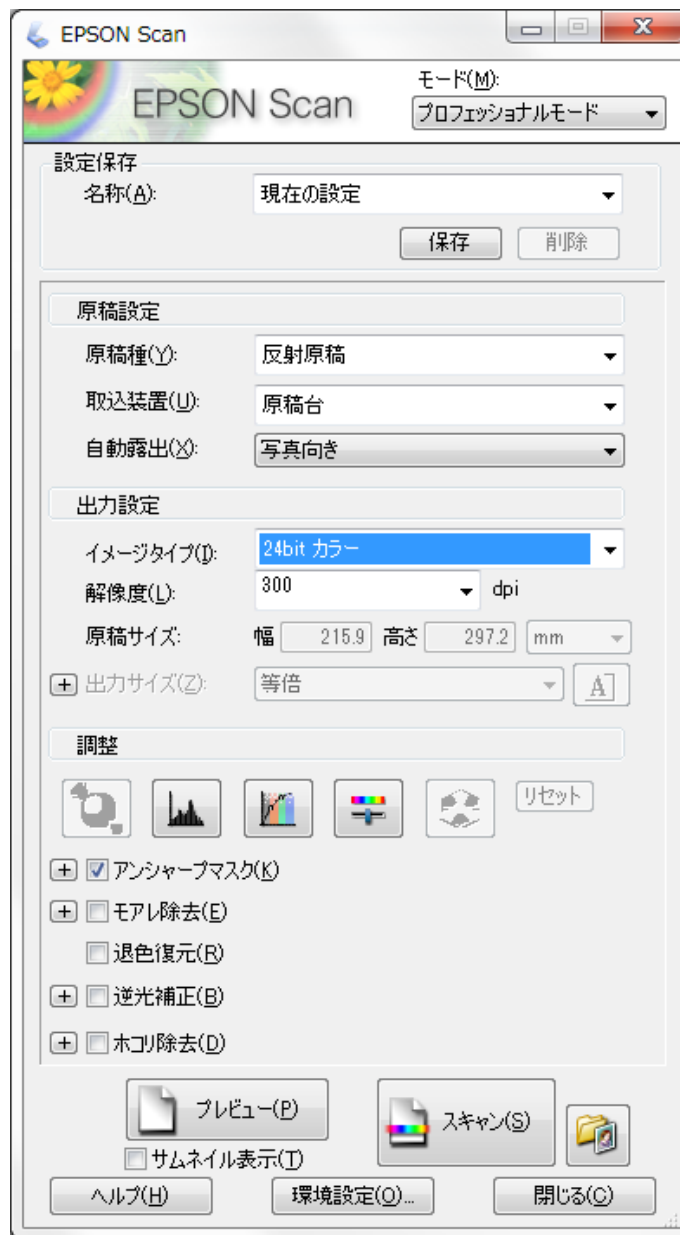 EPSON Scan
EPSON Scan
モード(M):
プロフェッショナルモード
設定保存
名称(A):
現在の設定
保存
削除
原稿設定
原稿種(Y):
反射原稿
取込装置(U):
原稿台
自動露出(X):
写真向き
出力設定
イメージタイプ(I):
24bit カラー
解像度(L):
300
dpi
原稿サイズ:
幅
215.9
高さ
297.2
mm
出力サイズ(Z):
等倍
A
調整
リセット
アンシャープマスク(K)
モアレ除去(E)
退色復元(R)
逆光補正(B)
ホコリ除去(D)
プレビュー(P)
スキャン(S)
サムネイル表示(T)
ヘルプ(H)
環境設定(O)...
閉じる(C)